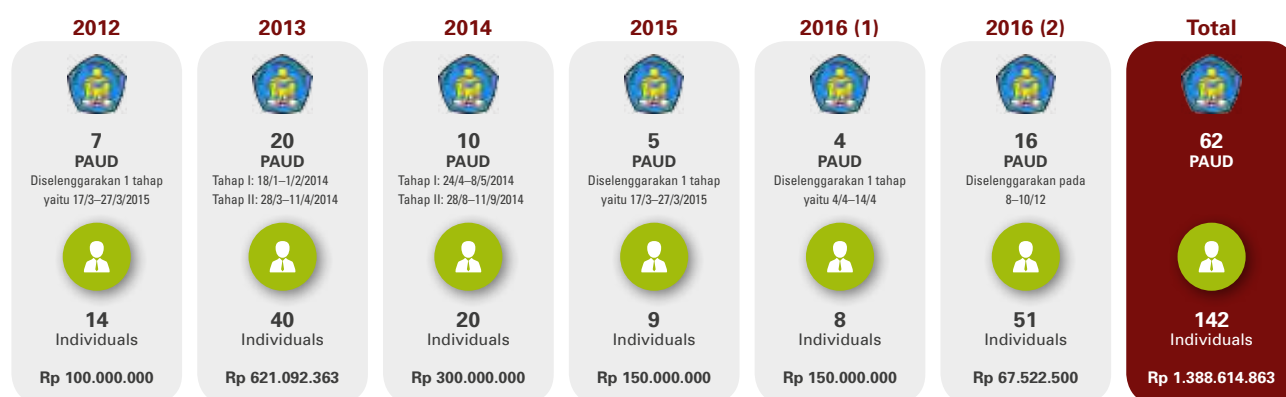 2012
7
PAUD
Diselenggarakan 1 tahap
yaitu 17/3–27/3/2015
14
Individuals
Rp 100.000.000
2013
20
PAUD
Tahap I: 18/1–1/2/2014
Tahap II: 28/3–11/4/2014
40
Individuals
Rp 621.092.363
2014
10
PAUD
Tahap I: 24/4–8/5/2014
Tahap II: 28/8–11/9/2014
20
Individuals
Rp 300.000.000
2015
5
PAUD
Diselenggarakan 1 tahap
yaitu 17/3–27/3/2015
9
Individuals
Rp 150.000.000
2016 (1)
4
PAUD
Diselenggarakan 1 tahap
yaitu 4/4–14/4
8
Individuals
Rp 150.000.000
2016 (2)
16
PAUD
Diselenggarakan pada
8–10/12
51
Individuals
Rp 67.522.500
Total
62
PAUD
142
Individuals
Rp 1.388.614.863